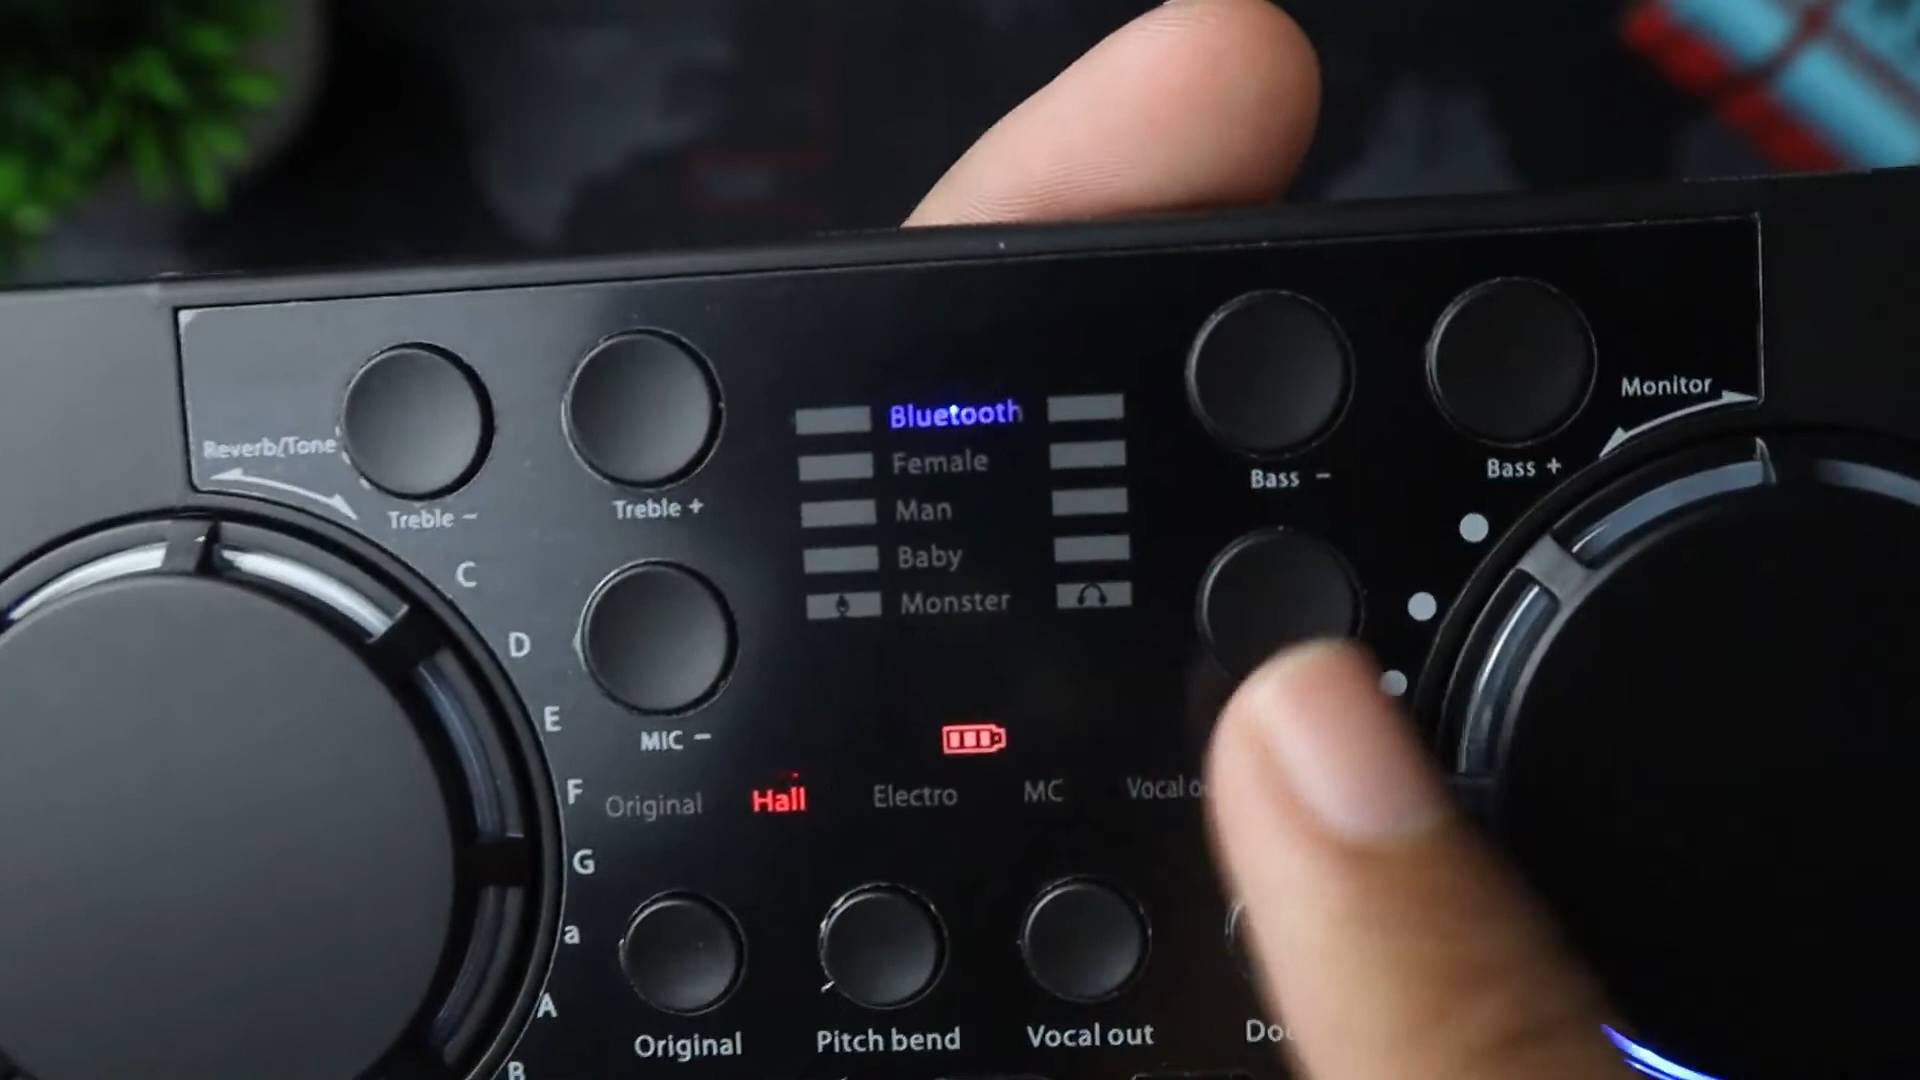 Monitor
Reverb/Tone
Treble −
Treble +
Bass −
Bass +
Bluetooth
Female
Man
Baby
Monster
C
D
E
F
G
a
A
B
MIC −
Original Hall Electro MC Vocal
Original Pitch bend Vocal out